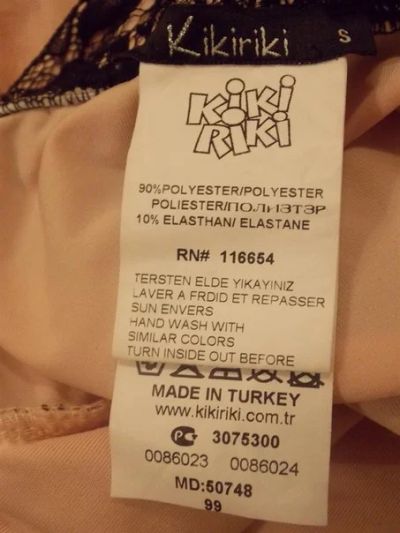 Kikiriki
S
KiKi
RiKi
90%POLYESTER/POLYESTER
POLIESTER/ПОЛИЭТЭР
10% ELASTHAN/ ELASTANE
RN# 116654
TERSTEN ELDE YIKAYINIZ
LAVER A FRDID ET REPASSER
SUN ENVERS
HAND WASH WITH
SIMILAR COLORS
TURN INSIDE OUT BEFORE
MADE IN TURKEY
www.kikiriki.com.tr
3075300
0086023 0086024
MD:50748
99